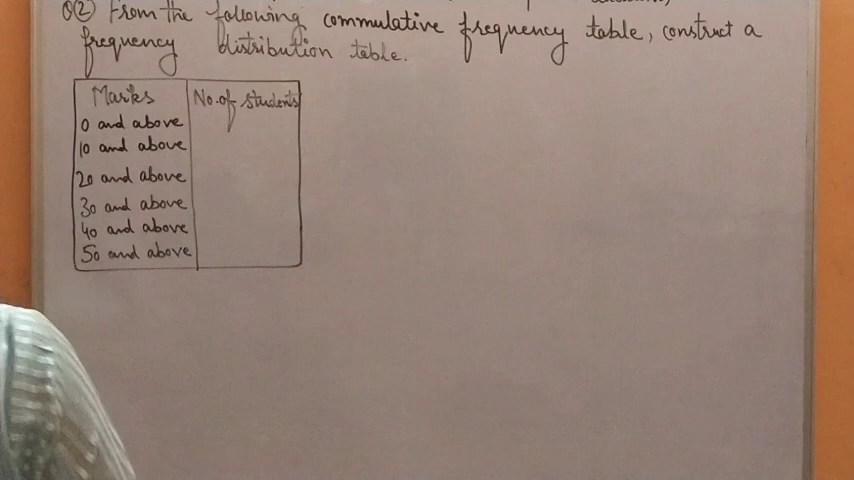 Q② From the following commulative frequency table, construct a
frequency distribution table.
Marks No. of students
0 and above
10 and above
20 and above
30 and above
40 and above
50 and above